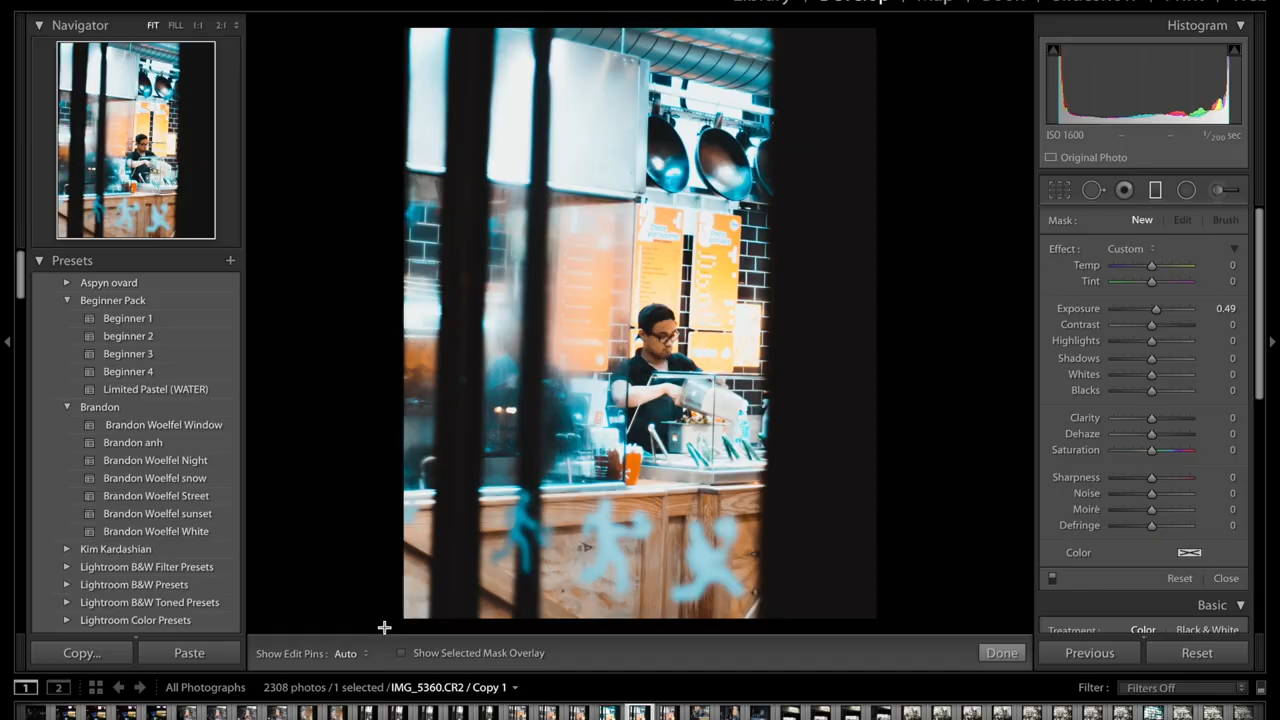 Library Develop Map Book Slideshow Print Web
Navigator FIT FILL 1:1 2:1
Presets +
Aspyn ovard
Beginner Pack
Beginner 1
beginner 2
Beginner 3
Beginner 4
Limited Pastel (WATER)
Brandon
Brandon Woelfel Window
Brandon anh
Brandon Woelfel Night
Brandon Woelfel snow
Brandon Woelfel Street
Brandon Woelfel sunset
Brandon Woelfel White
Kim Kardashian
Lightroom B&W Filter Presets
Lightroom B&W Presets
Lightroom B&W Toned Presets
Lightroom Color Presets
Copy... Paste
Show Edit Pins : Auto Show Selected Mask Overlay Done
Histogram
ISO 1600 – – 1/200 sec
Original Photo
Mask : New Edit Brush
Effect : Custom
Temp 0
Tint 0
Exposure 0.49
Contrast 0
Highlights 0
Shadows 0
Whites 0
Blacks 0
Clarity 0
Dehaze 0
Saturation 0
Sharpness 0
Noise 0
Moiré 0
Defringe 0
Color
Reset Close
Basic
Treatment : Color Black & White
Previous Reset
1 2 All Photographs 2308 photos / 1 selected / IMG_5360.CR2 / Copy 1 Filter : Filters Off